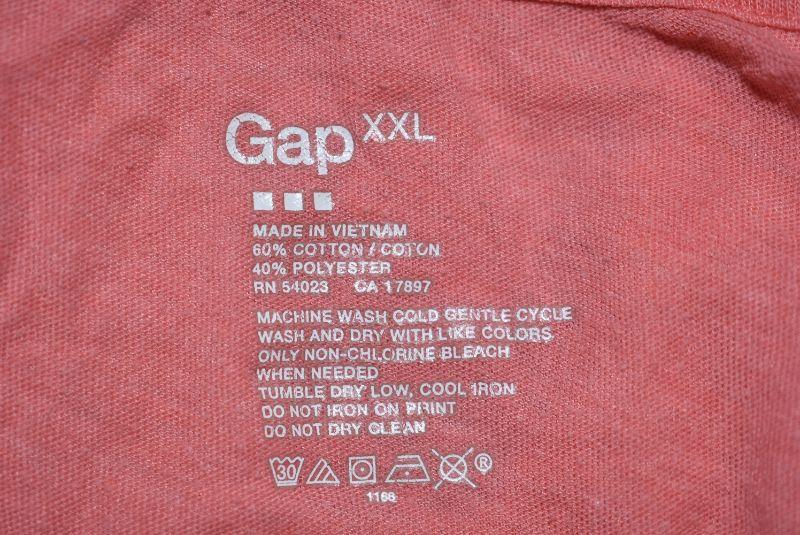 Gap XXL
MADE IN VIETNAM
60% COTTON / COTON
40% POLYESTER
RN 54023 CA 17897
MACHINE WASH COLD GENTLE CYCLE
WASH AND DRY WITH LIKE COLORS
ONLY NON-CHLORINE BLEACH
WHEN NEEDED
TUMBLE DRY LOW, COOL IRON
DO NOT IRON ON PRINT
DO NOT DRY CLEAN
30 ®
1166